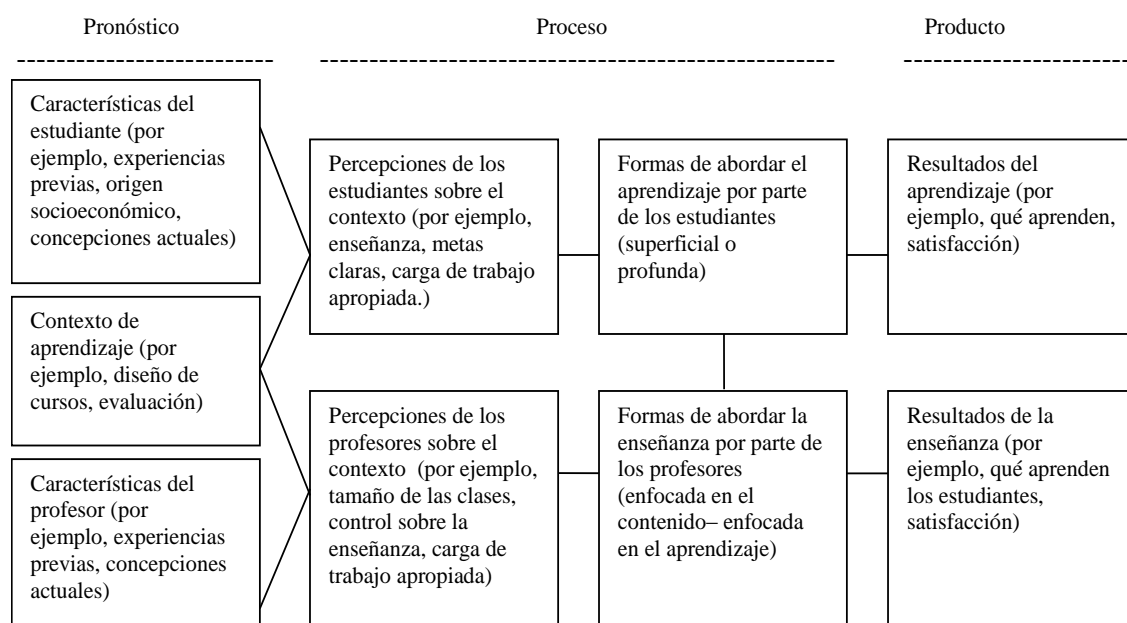 Pronóstico
Proceso
Producto
Características del
estudiante (por
ejemplo, experiencias
previas, origen
socioeconómico,
concepciones actuales)
Percepciones de los
estudiantes sobre el
contexto (por ejemplo,
enseñanza, metas
claras, carga de trabajo
apropiada.)
Formas de abordar el
aprendizaje por parte
de los estudiantes
(superficial o
profunda)
Resultados del
aprendizaje (por
ejemplo, qué aprenden,
satisfacción)
Contexto de
aprendizaje (por
ejemplo, diseño de
cursos, evaluación)
Características del
profesor (por
ejemplo, experiencias
previas, concepciones
actuales)
Percepciones de los
profesores sobre el
contexto (por ejemplo,
tamaño de las clases,
control sobre la
enseñanza, carga de
trabajo apropiada)
Formas de abordar la
enseñanza por parte de
los profesores
(enfocada en el
contenido– enfocada
en el aprendizaje)
Resultados de la
enseñanza (por
ejemplo, qué aprenden
los estudiantes,
satisfacción)